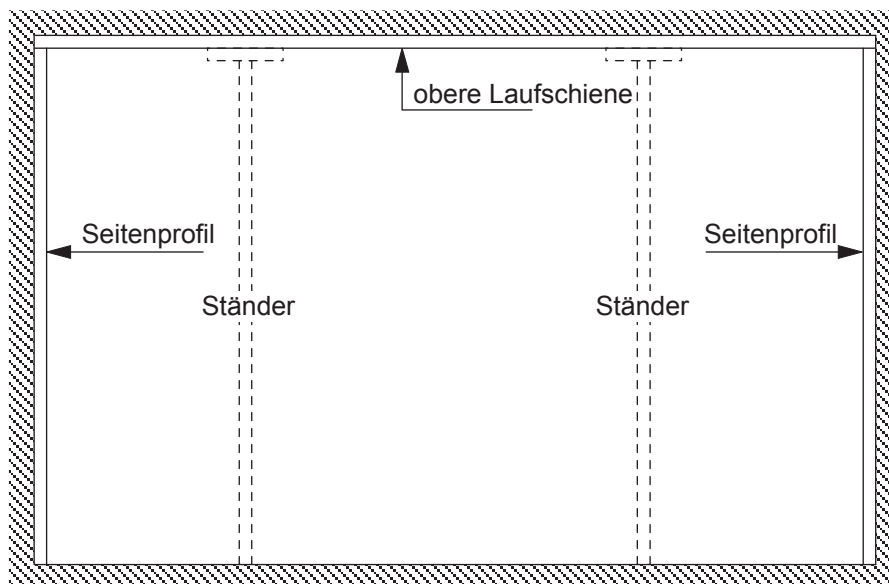 obere Laufschiene
Seitenprofil
Seitenprofil
Ständer
Ständer